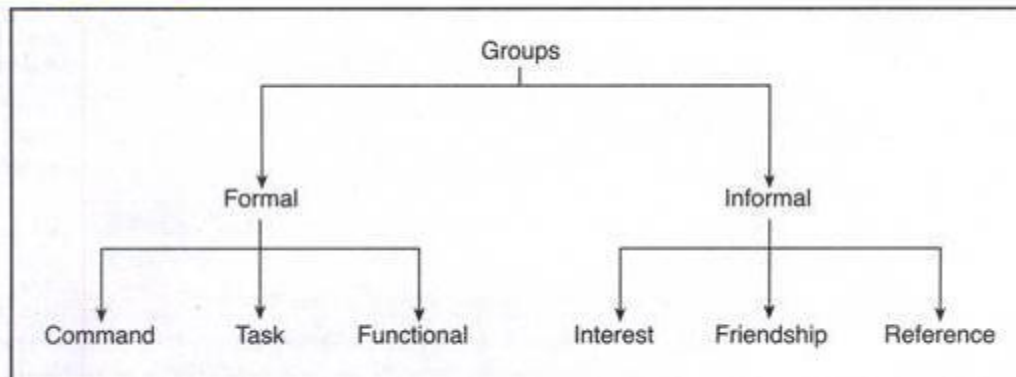 Groups
Formal Informal
Command Task Functional Interest Friendship Reference